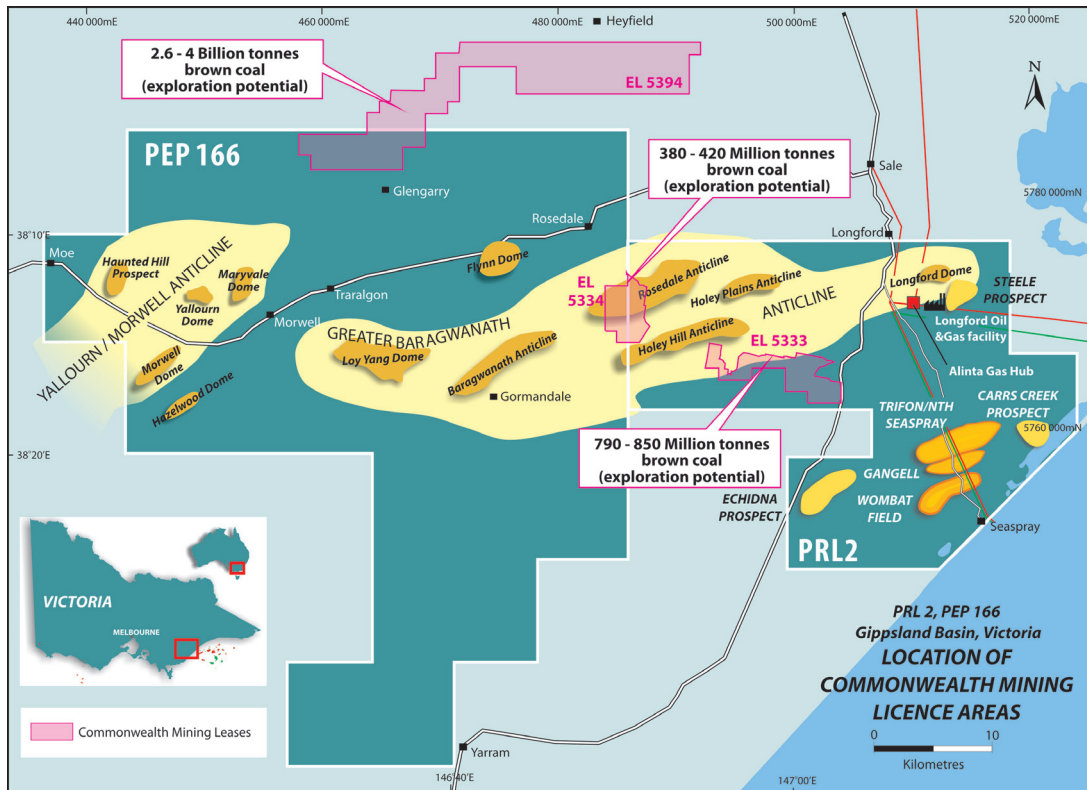 440 000mE
460 000mE
480 000mE
500 000mE
520 000mE
Heyfield
2.6 - 4 Billion tonnes
brown coal
(exploration potential)
EL 5394
N
PEP 166
380 - 420 Million tonnes
brown coal
(exploration potential)
Sale
Glengarry
5780 000mN
Rosedale
38°10'
Longford
Moe
Haunted Hill
Prospect
Maryvale
Dome
Yallourn
Dome
YALLOURN / MORWELL ANTICLINE
Flynn Dome
Traralgon
Morwell
EL
5334
Rosedale Anticline
Holey Plains Anticline
ANTICLINE
Longford Dome
STEELE
PROSPECT
Longford Oil
&Gas facility
GREATER BARAGWANATH
Loy Yang Dome
Baragwanath Anticline
Holey Hill Anticline
EL 5333
Alinta Gas Hub
Morwell
Dome
Hazelwood Dome
Gormandale
TRIFON/NTH
SEASPRAY
CARRS CREEK
PROSPECT
5760 000mN
790 - 850 Million tonnes
brown coal
(exploration potential)
38°20'
GANGELL
ECHIDNA
PROSPECT
WOMBAT
FIELD
Seaspray
PRL2
VICTORIA
MELBOURNE
PRL 2, PEP 166
Gippsland Basin, Victoria
LOCATION OF
COMMONWEALTH MINING
LICENCE AREAS
0
10
Kilometres
Commonwealth Mining Leases
Yarram
146°40'E
147°00'E